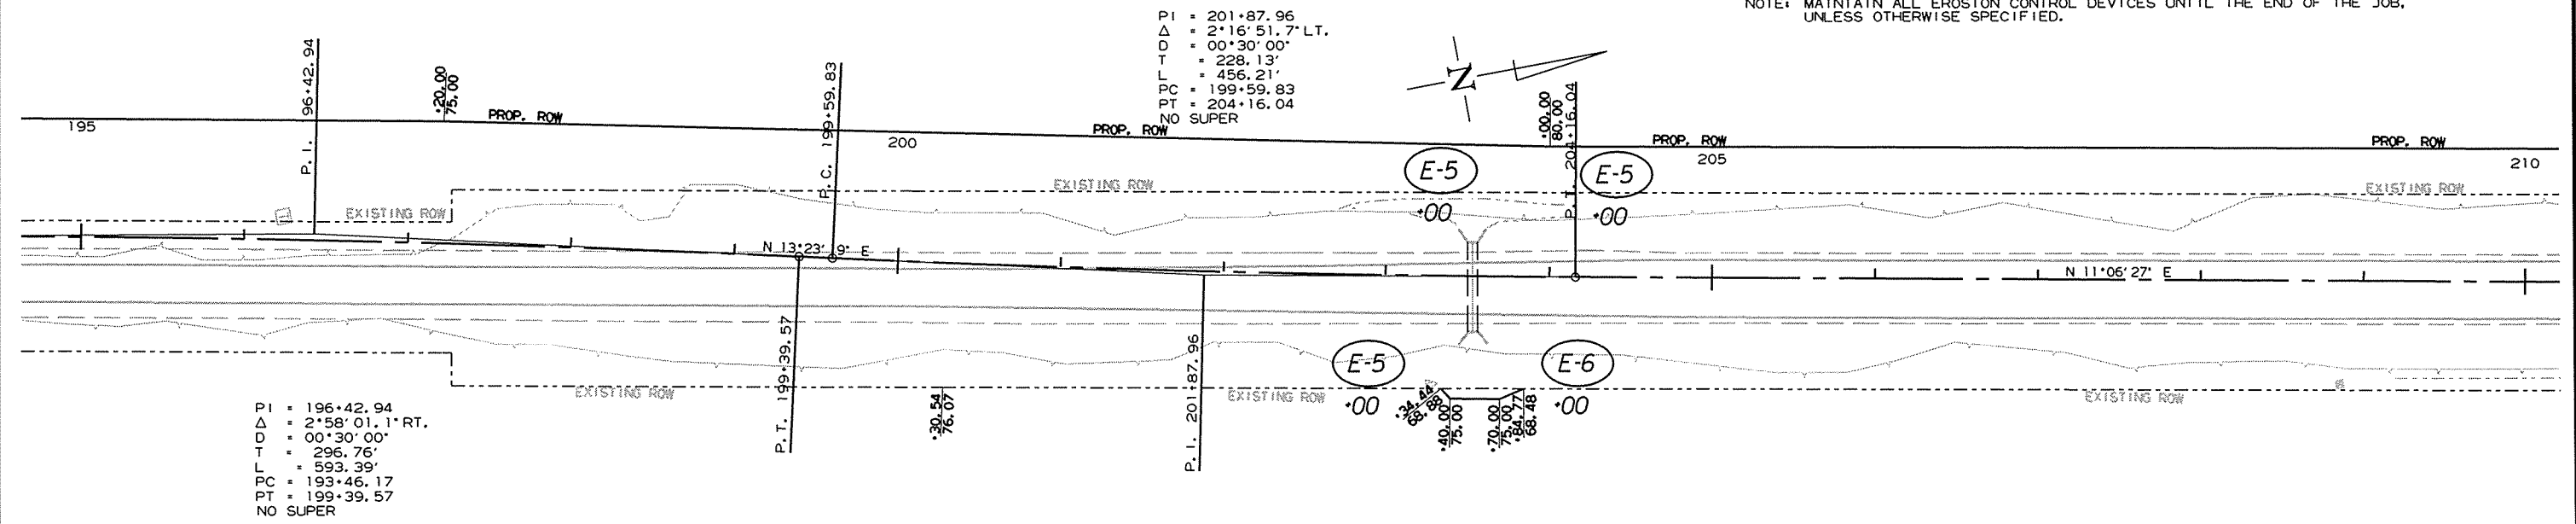 NOTE: MAINTAIN ALL EROSION CONTROL DEVICES UNTIL THE END OF THE JOB,
UNLESS OTHERWISE SPECIFIED.
PI = 201+87.96
Δ = 2°16'51.7" LT.
D = 00°30'00"
T = 228.13'
L = 456.21'
PC = 199+59.83
PT = 204+16.04
NO SUPER
N
P.I. 96+42.94
+20.00
75.00
P.C. 199+59.83
+00.00
80.00
P.T. 204+16.04
PROP. ROW
PROP. ROW
PROP. ROW
PROP. ROW
195
200
205
210
E-5
E-5
+00
+00
EXISTING ROW
EXISTING ROW
EXISTING ROW
N 13°23' 9" E
N 11°06'27" E
P.T. 199+39.57
P.I. 201+87.96
E-5
E-6
+00
+00
EXISTING ROW
EXISTING ROW
EXISTING ROW
+30.54
76.07
+34.44
68.88
+40.00
75.00
+70.00
75.00
+84.77
68.48
PI = 196+42.94
Δ = 2°58'01.1" RT.
D = 00°30'00"
T = 296.76'
L = 593.39'
PC = 193+46.17
PT = 199+39.57
NO SUPER